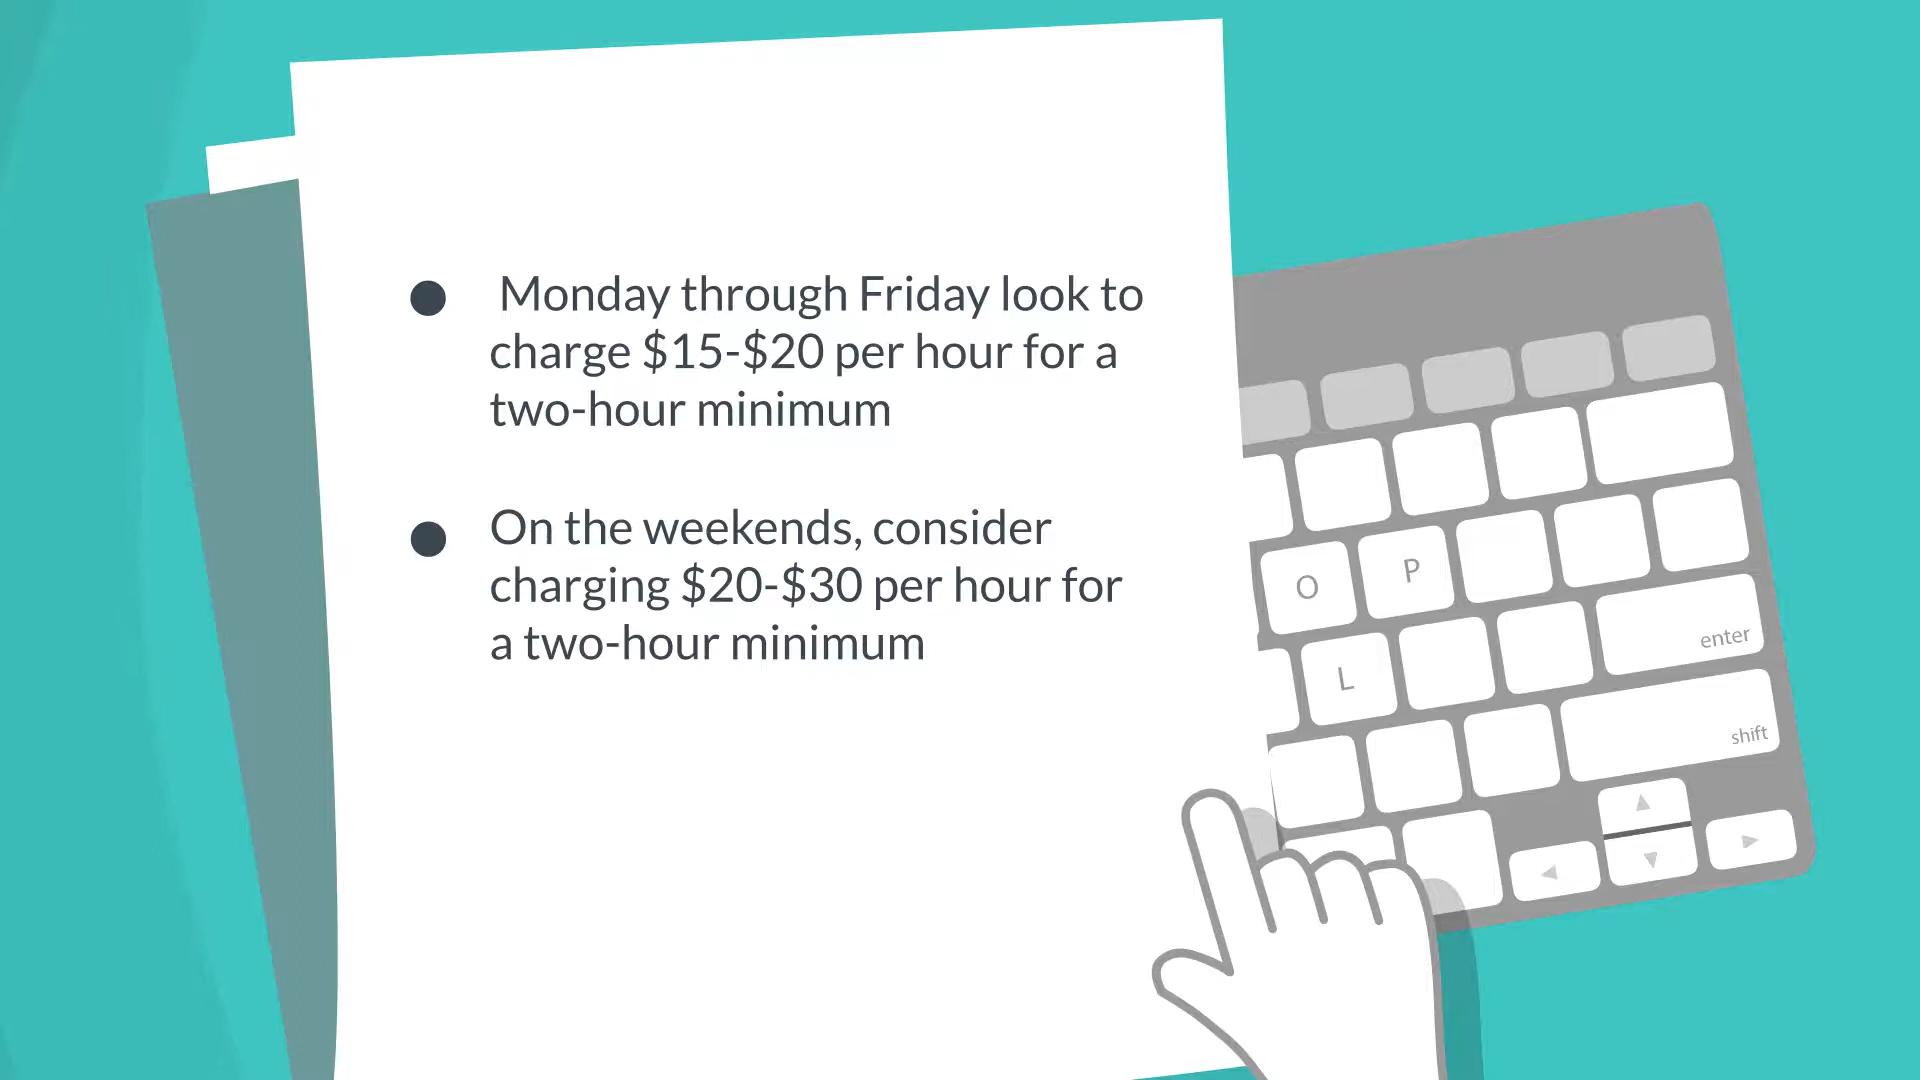 ● Monday through Friday look to
charge $15-$20 per hour for a
two-hour minimum
● On the weekends, consider
charging $20-$30 per hour for
a two-hour minimum
O
P
L
enter
shift